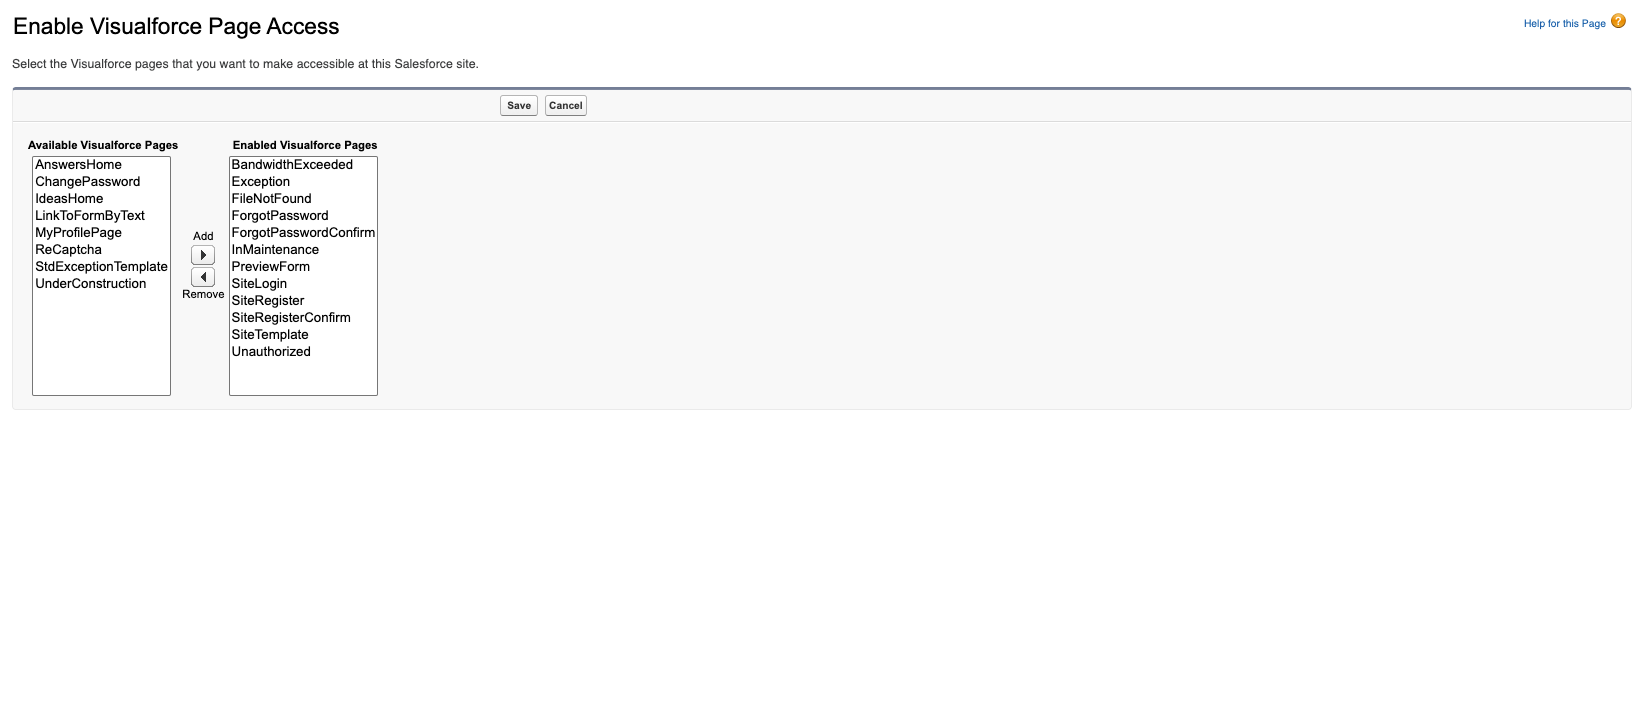 Enable Visualforce Page Access
Help for this Page ?
Select the Visualforce pages that you want to make accessible at this Salesforce site.
Save Cancel
Available Visualforce Pages
AnswersHome
ChangePassword
IdeasHome
LinkToFormByText
MyProfilePage
ReCaptcha
StdExceptionTemplate
UnderConstruction
Add
Remove
Enabled Visualforce Pages
BandwidthExceeded
Exception
FileNotFound
ForgotPassword
ForgotPasswordConfirm
InMaintenance
PreviewForm
SiteLogin
SiteRegister
SiteRegisterConfirm
SiteTemplate
Unauthorized